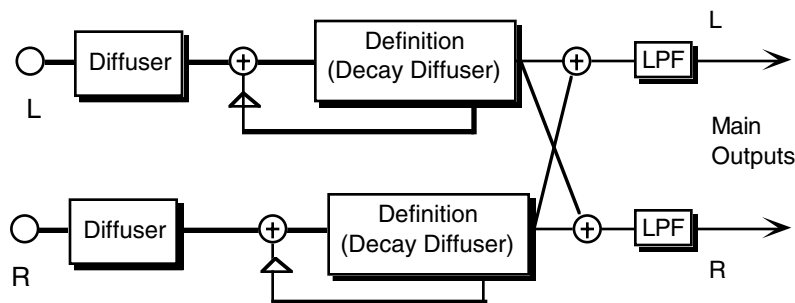 L
Diffuser
+
Definition
(Decay Diffuser)
+
LPF
L
Main
Outputs
R
Diffuser
+
Definition
(Decay Diffuser)
+
LPF
R